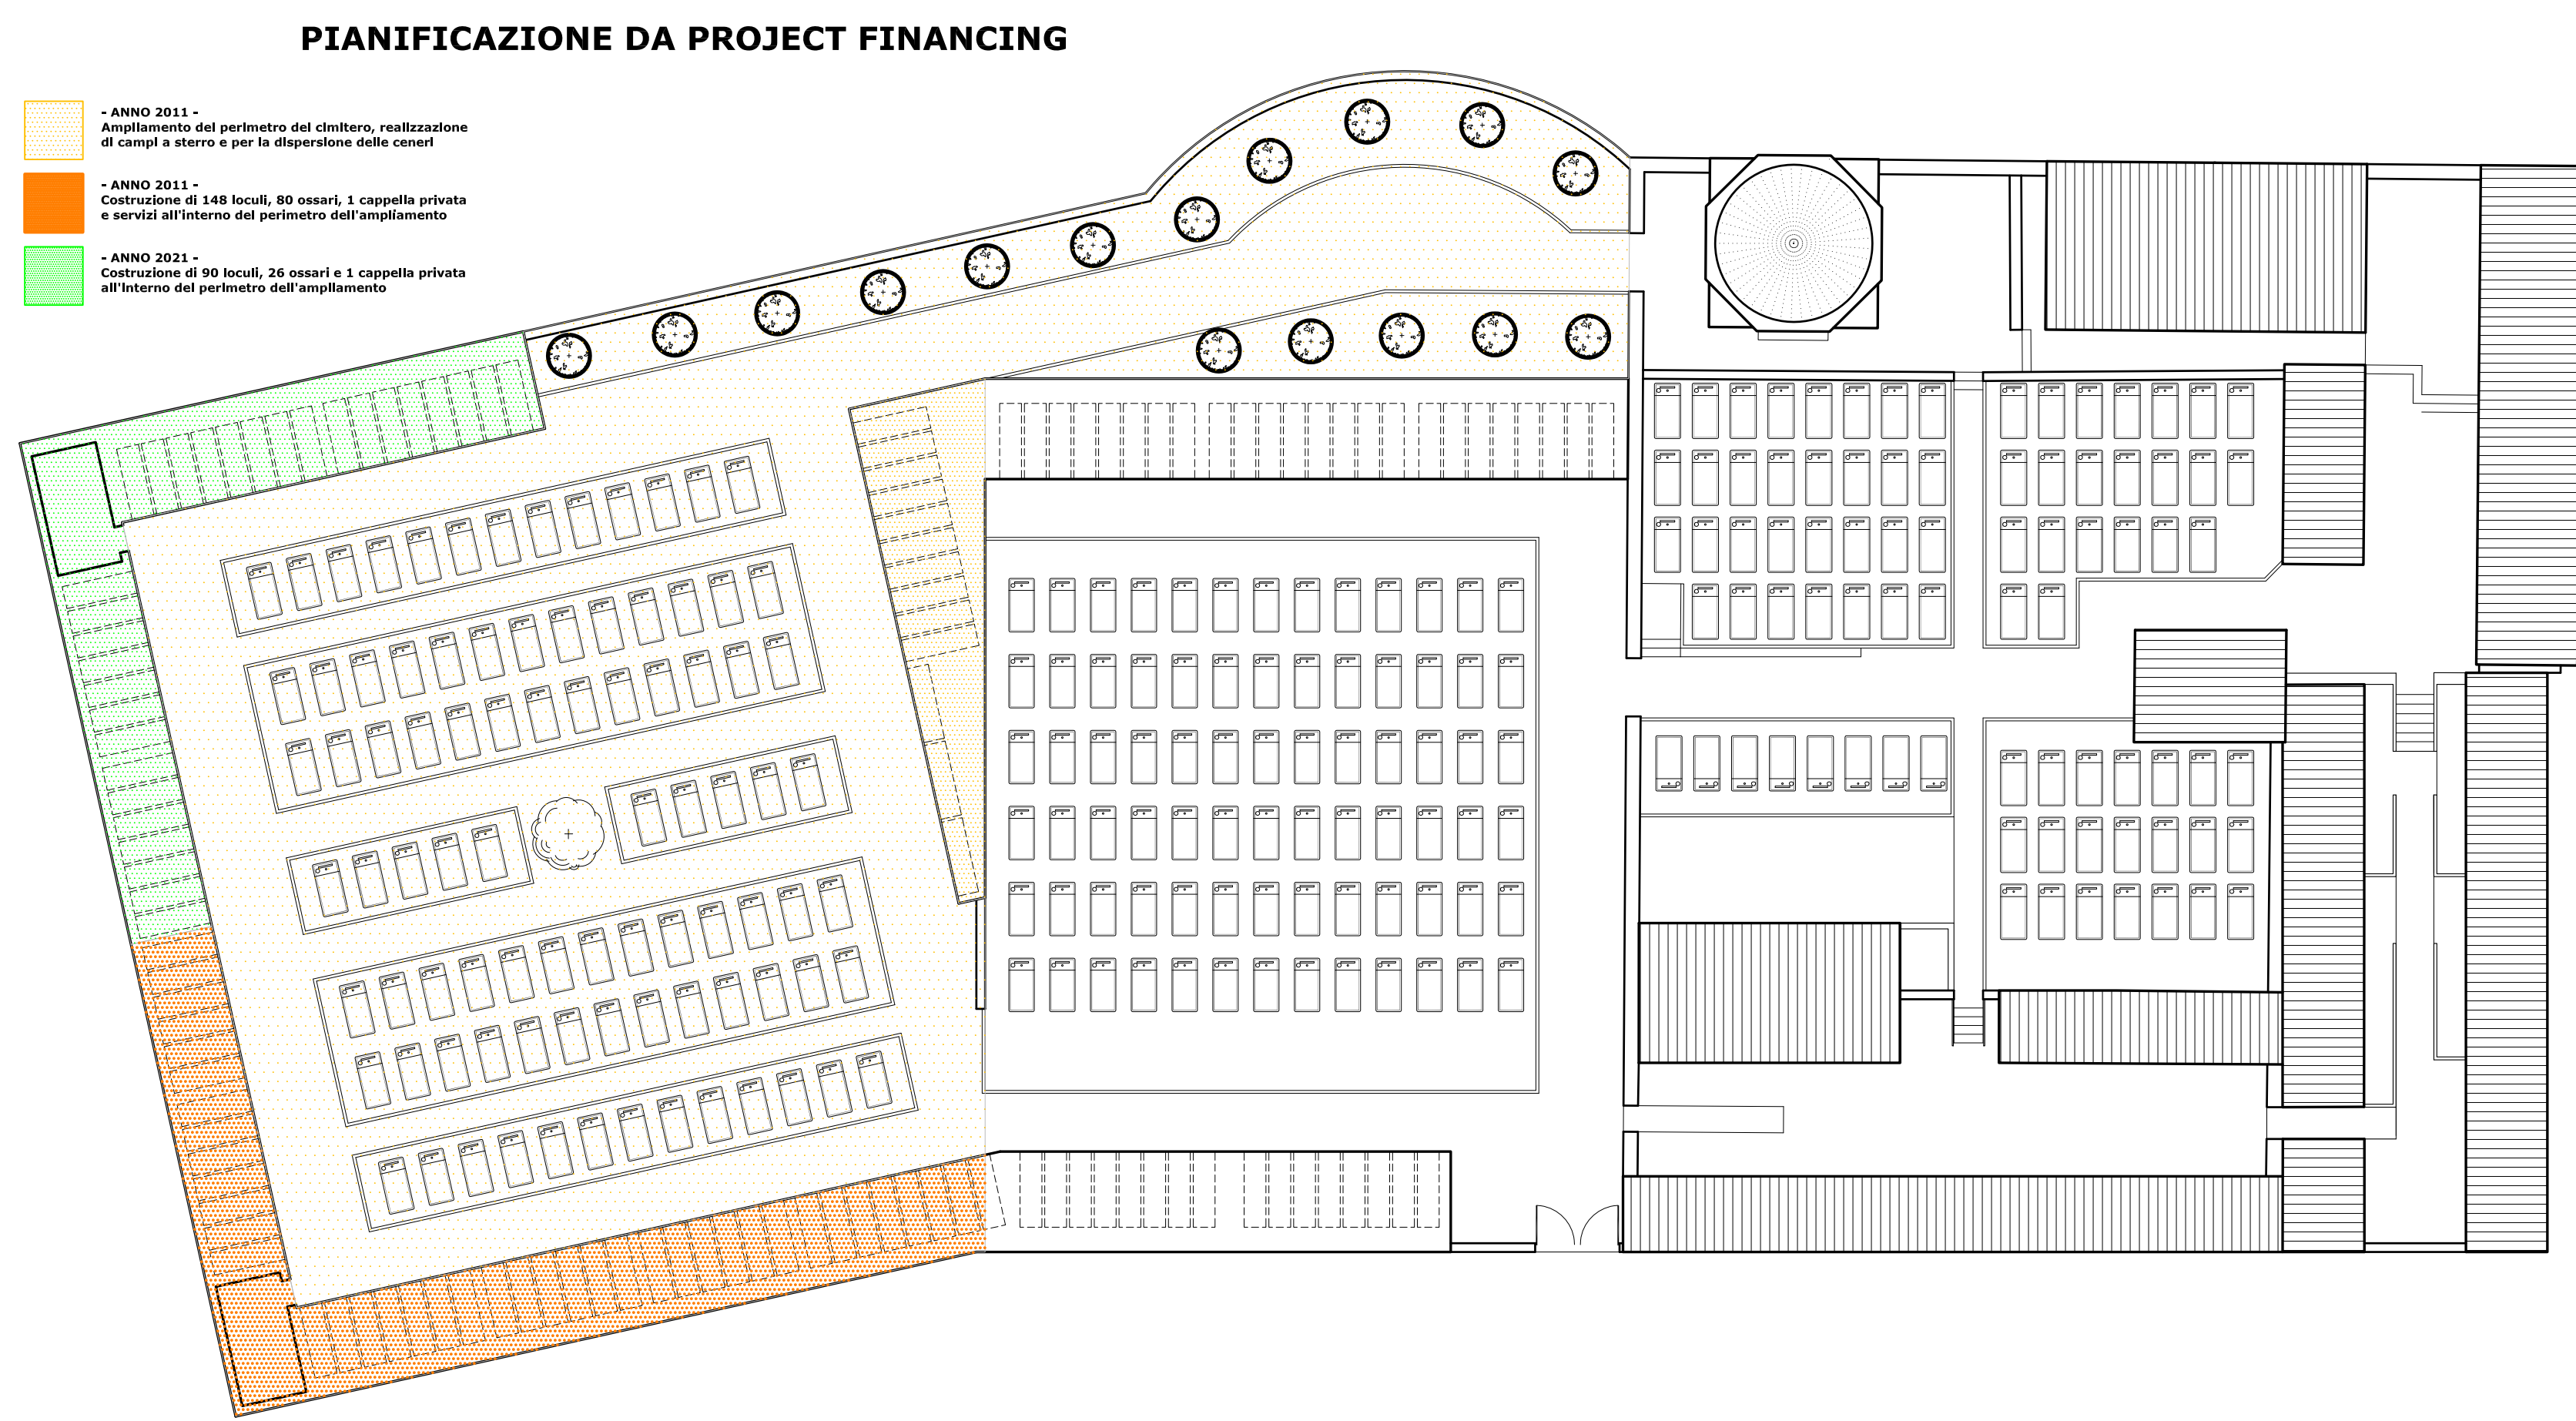 PIANIFICAZIONE DA PROJECT FINANCING
- ANNO 2011 -
Ampliamento del perimetro del cimitero, realizzazione
di campi a sterro e per la dispersione delle ceneri
- ANNO 2011 -
Costruzione di 148 loculi, 80 ossari, 1 cappella privata
e servizi all'interno del perimetro dell'ampliamento
- ANNO 2021 -
Costruzione di 90 loculi, 26 ossari e 1 cappella privata
all'interno del perimetro dell'ampliamento